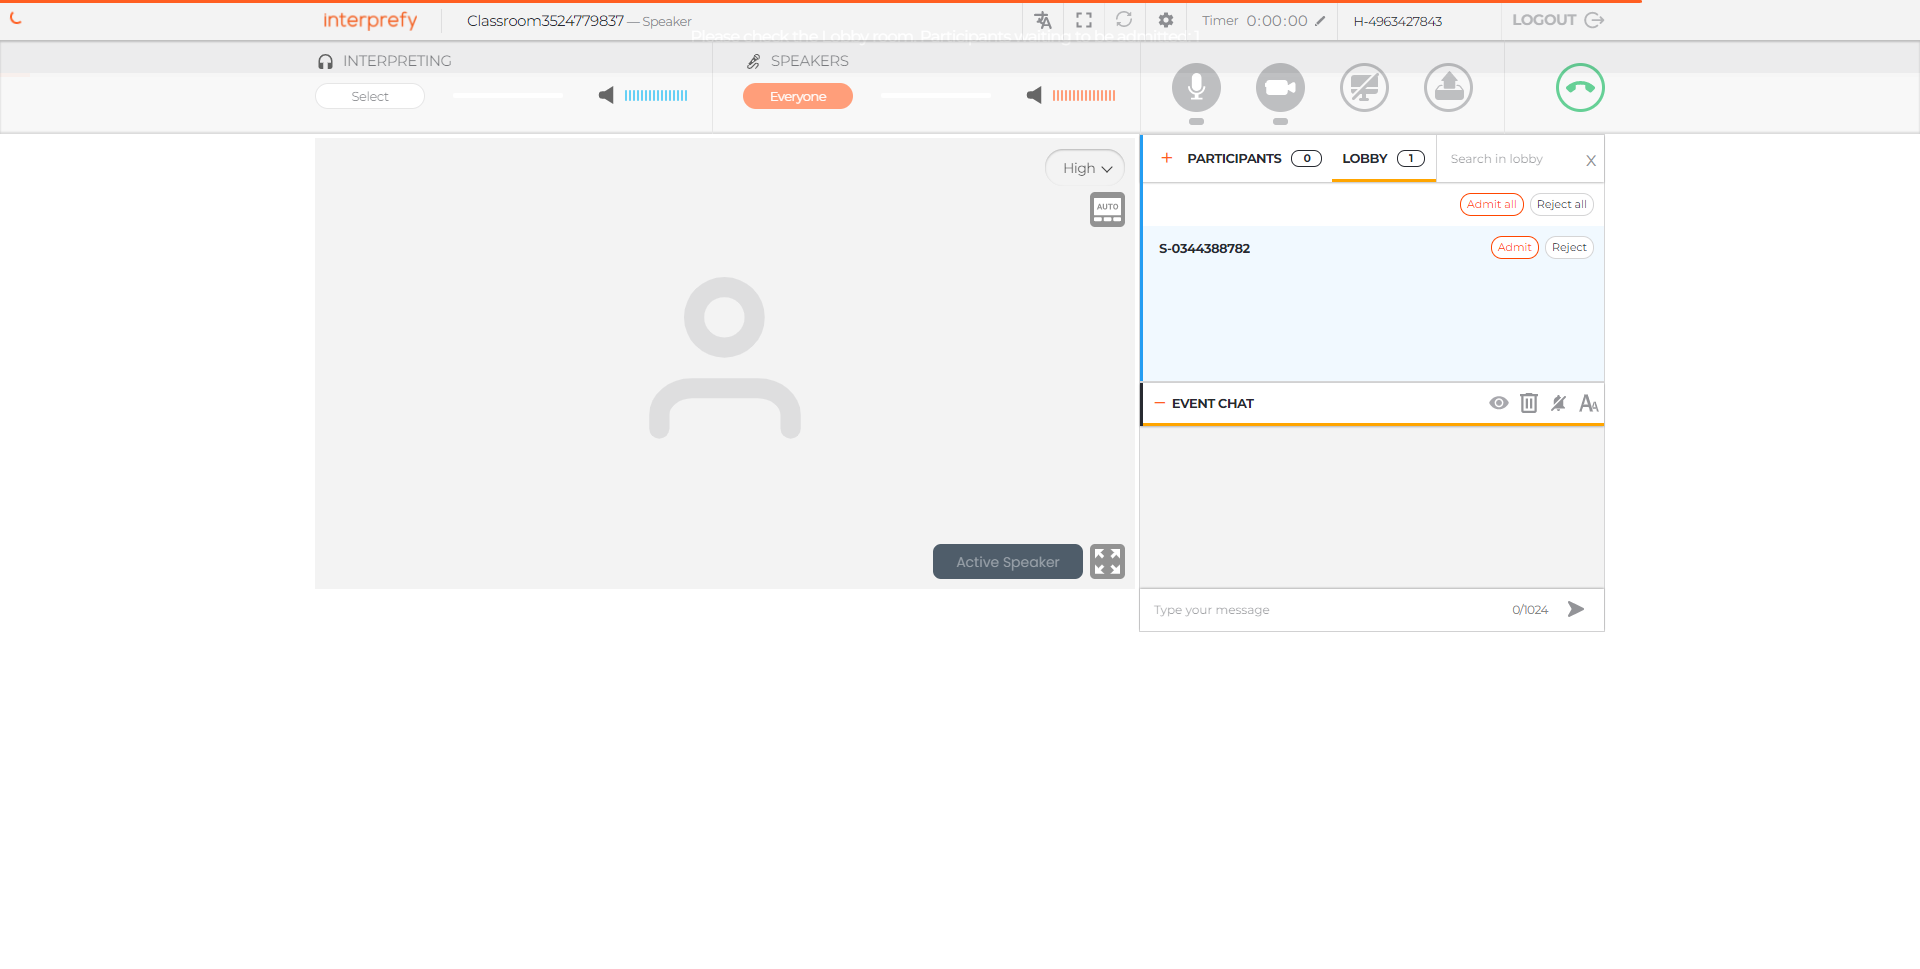 interprefy
Classroom3524779837 — Speaker
Timer 0:00:00
H-4963427843
LOGOUT
Please check the Lobby room. Participants waiting to be admitted: 1
INTERPRETING
SPEAKERS
Select
Everyone
High
AUTO
Active Speaker
+ PARTICIPANTS 0
LOBBY 1
Search in lobby
X
Admit all
Reject all
S-0344388782
Admit
Reject
− EVENT CHAT
AA
Type your message
0/1024